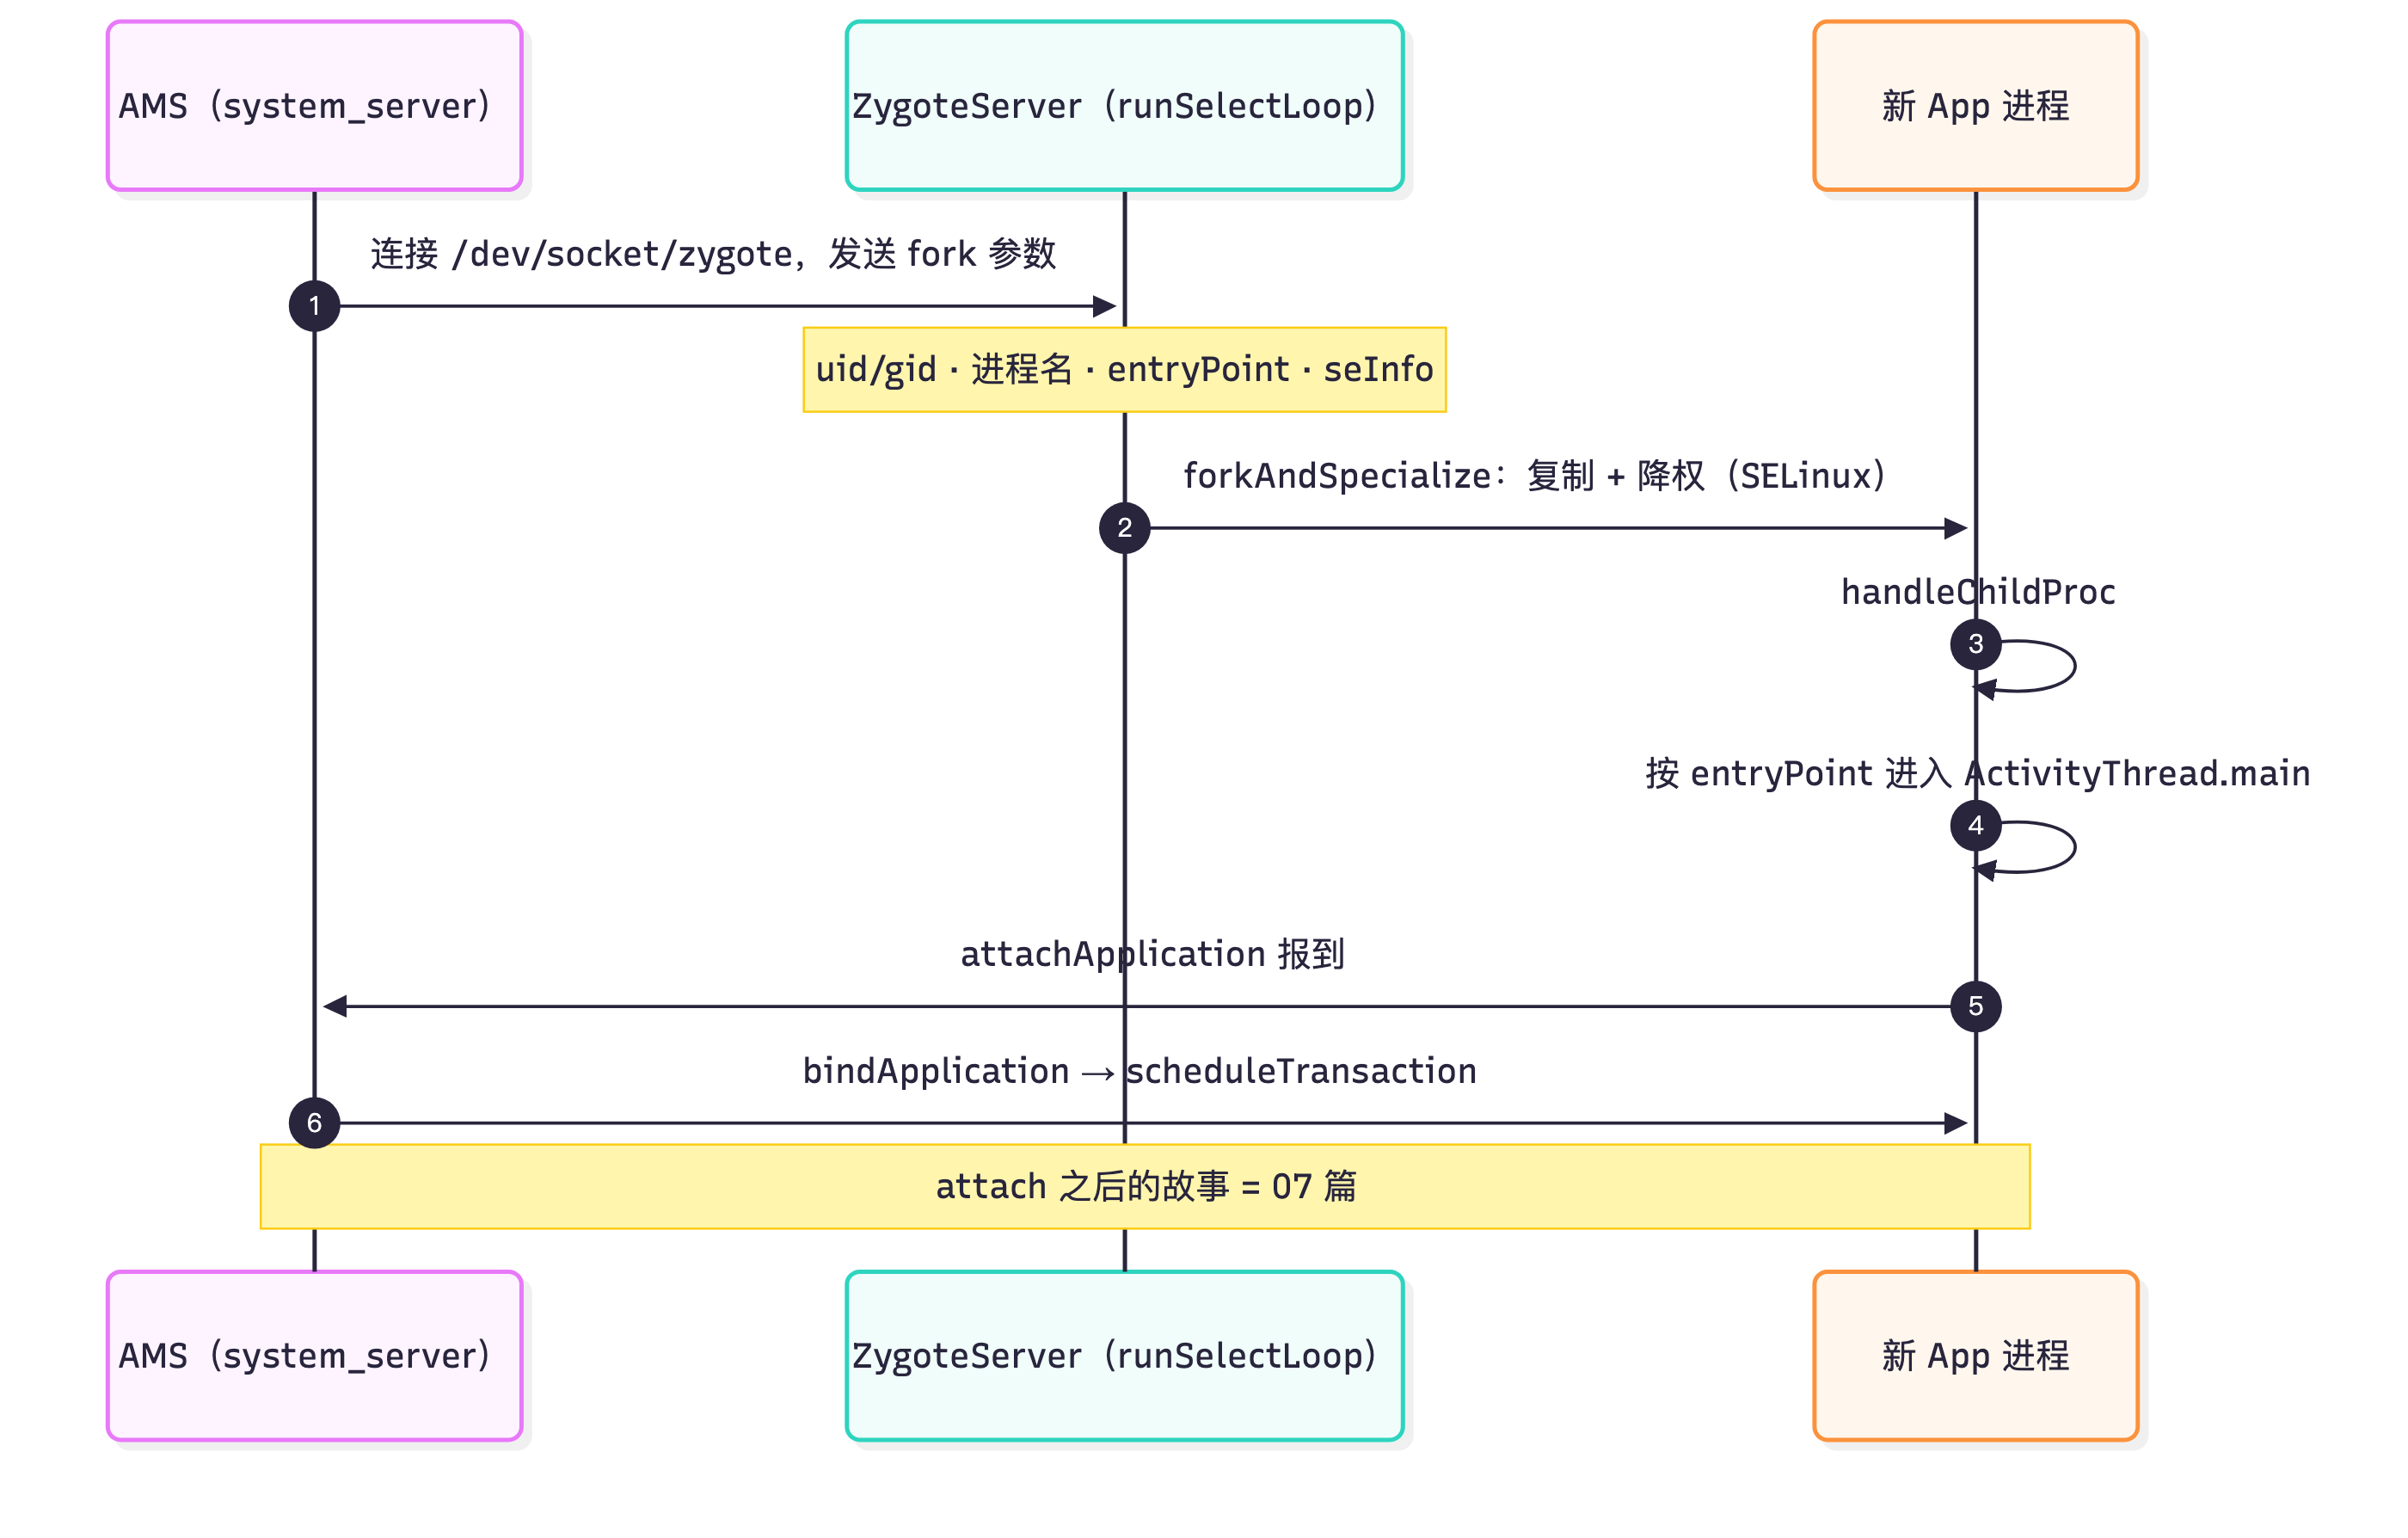 AMS（system_server）
ZygoteServer（runSelectLoop）
新 App 进程
连接 /dev/socket/zygote，发送 fork 参数
1
uid/gid · 进程名 · entryPoint · seInfo
forkAndSpecialize：复制 + 降权（SELinux）
2
handleChildProc
3
按 entryPoint 进入 ActivityThread.main
4
attachApplication 报到
5
bindApplication → scheduleTransaction
6
attach 之后的故事 = 07 篇
AMS（system_server）
ZygoteServer（runSelectLoop）
新 App 进程